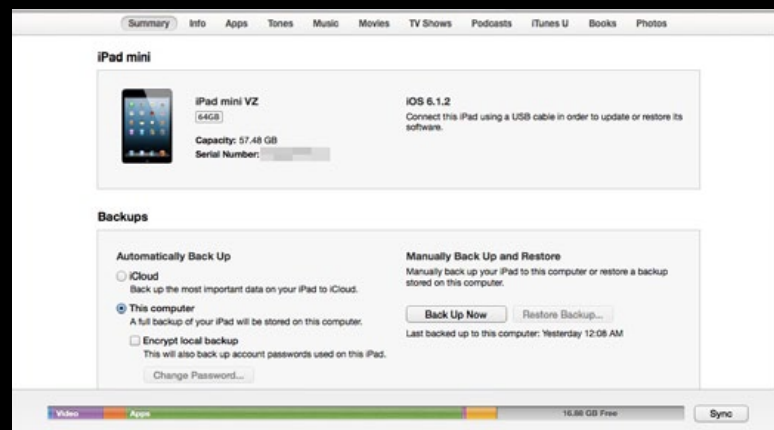 Summary Info Apps Tones Music Movies TV Shows Podcasts iTunes U Books Photos
iPad mini
iPad mini VZ
64GB
Capacity: 57.48 GB
Serial Number:
iOS 6.1.2
Connect this iPad using a USB cable in order to update or restore its
software.
Backups
Automatically Back Up
iCloud
Back up the most important data on your iPad to iCloud.
This computer
A full backup of your iPad will be stored on this computer.
Encrypt local backup
This will also back up account passwords used on this iPad.
Change Password...
Manually Back Up and Restore
Manually back up your iPad to this computer or restore a backup
stored on this computer.
Back Up Now Restore Backup...
Last backed up to this computer: Yesterday 12:08 AM
Video Apps 16.86 GB Free Sync